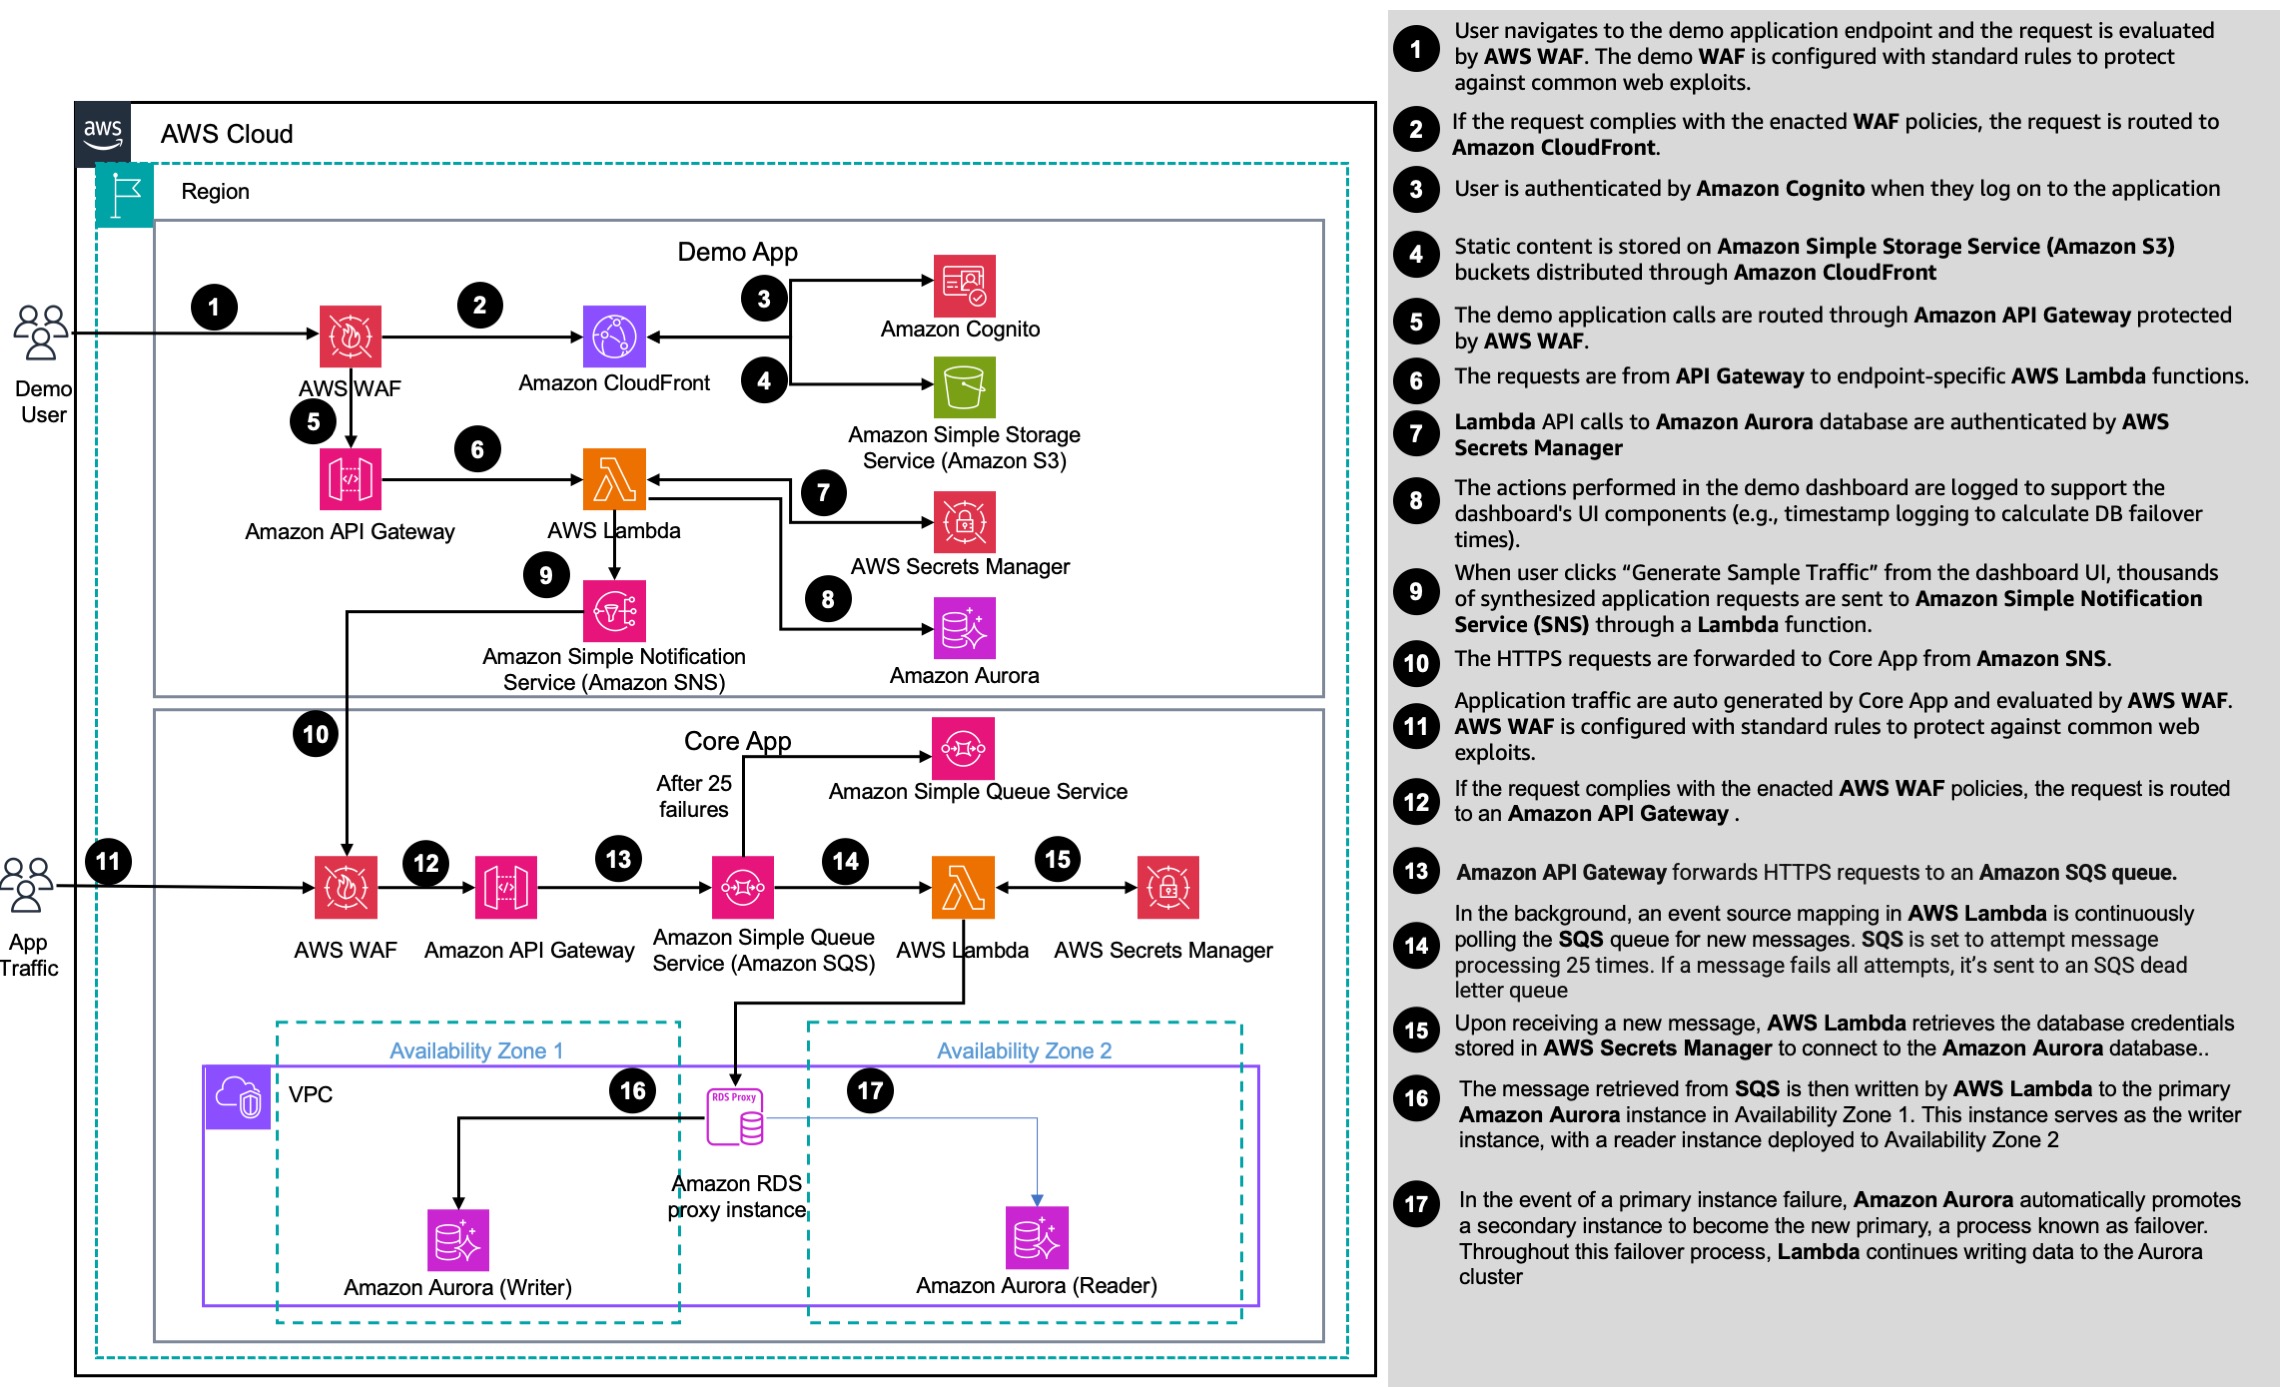 aws
AWS Cloud
Region
Demo App
1
2
3
4
Demo
User
AWS WAF
Amazon CloudFront
Amazon Cognito
Amazon Simple Storage
Service (Amazon S3)
5
6
7
8
9
Amazon API Gateway
AWS Lambda
AWS Secrets Manager
Amazon Aurora
Amazon Simple Notification
Service (Amazon SNS)
10
Core App
After 25
failures
Amazon Simple Queue Service
11
12
13
14
15
App
Traffic
AWS WAF
Amazon API Gateway
Amazon Simple Queue
Service (Amazon SQS)
AWS Lambda
AWS Secrets Manager
Availability Zone 1
Availability Zone 2
VPC
16
RDS Proxy
17
Amazon RDS
proxy instance
Amazon Aurora (Writer)
Amazon Aurora (Reader)
1
User navigates to the demo application endpoint and the request is evaluated
by AWS WAF. The demo WAF is configured with standard rules to protect
against common web exploits.
2
If the request complies with the enacted WAF policies, the request is routed to
Amazon CloudFront.
3
User is authenticated by Amazon Cognito when they log on to the application
4
Static content is stored on Amazon Simple Storage Service (Amazon S3)
buckets distributed through Amazon CloudFront
5
The demo application calls are routed through Amazon API Gateway protected
by AWS WAF.
6
The requests are from API Gateway to endpoint-specific AWS Lambda functions.
7
Lambda API calls to Amazon Aurora database are authenticated by AWS
Secrets Manager
8
The actions performed in the demo dashboard are logged to support the
dashboard's UI components (e.g., timestamp logging to calculate DB failover
times).
9
When user clicks “Generate Sample Traffic” from the dashboard UI, thousands
of synthesized application requests are sent to Amazon Simple Notification
Service (SNS) through a Lambda function.
10
The HTTPS requests are forwarded to Core App from Amazon SNS.
11
Application traffic are auto generated by Core App and evaluated by AWS WAF.
AWS WAF is configured with standard rules to protect against common web
exploits.
12
If the request complies with the enacted AWS WAF policies, the request is routed
to an Amazon API Gateway .
13
Amazon API Gateway forwards HTTPS requests to an Amazon SQS queue.
14
In the background, an event source mapping in AWS Lambda is continuously
polling the SQS queue for new messages. SQS is set to attempt message
processing 25 times. If a message fails all attempts, it’s sent to an SQS dead
letter queue
15
Upon receiving a new message, AWS Lambda retrieves the database credentials
stored in AWS Secrets Manager to connect to the Amazon Aurora database..
16
The message retrieved from SQS is then written by AWS Lambda to the primary
Amazon Aurora instance in Availability Zone 1. This instance serves as the writer
instance, with a reader instance deployed to Availability Zone 2
17
In the event of a primary instance failure, Amazon Aurora automatically promotes
a secondary instance to become the new primary, a process known as failover.
Throughout this failover process, Lambda continues writing data to the Aurora
cluster